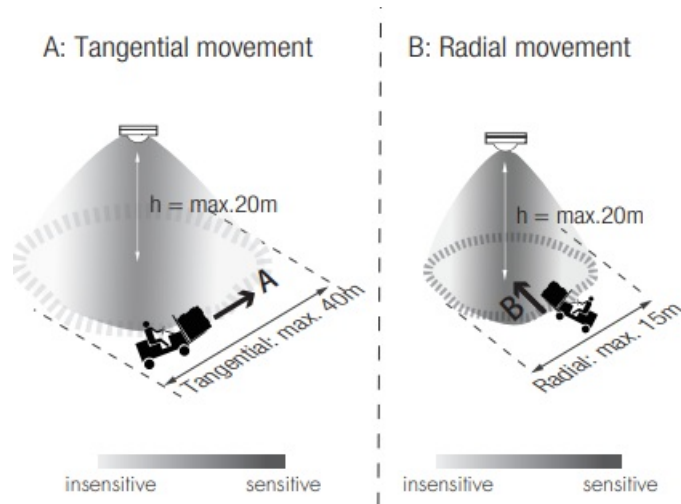 A: Tangential movement
h = max.20m
A
Tangential: max. 40m
insensitive sensitive
B: Radial movement
h = max.20m
B
Radial: max. 15m
insensitive sensitive